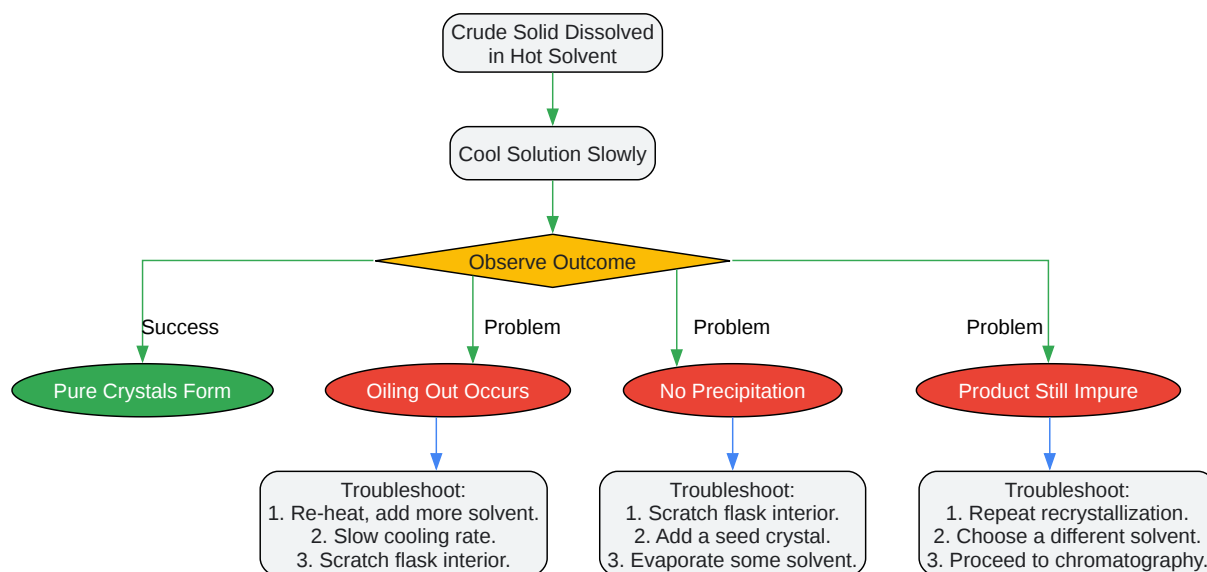 Crude Solid Dissolved
in Hot Solvent
Cool Solution Slowly
Observe Outcome
Success
Problem
Problem
Problem
Pure Crystals Form
Oiling Out Occurs
No Precipitation
Product Still Impure
Troubleshoot:
1. Re-heat, add more solvent.
2. Slow cooling rate.
3. Scratch flask interior.
Troubleshoot:
1. Scratch flask interior.
2. Add a seed crystal.
3. Evaporate some solvent.
Troubleshoot:
1. Repeat recrystallization.
2. Choose a different solvent.
3. Proceed to chromatography.